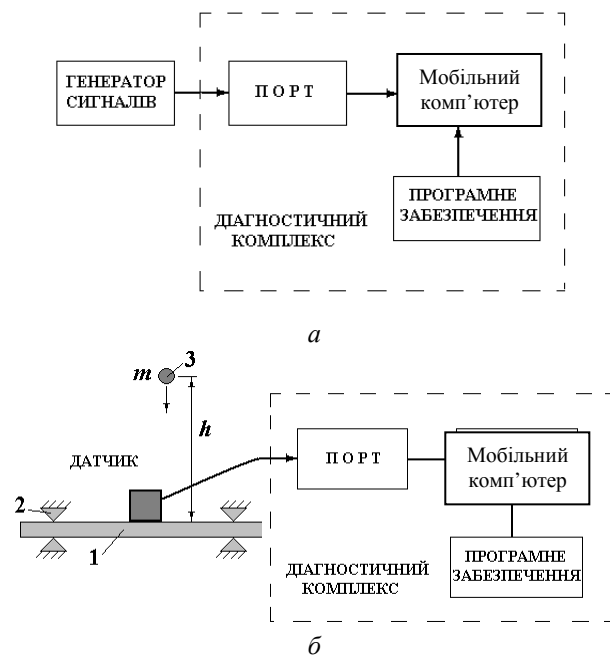 ГЕНЕРАТОР
СИГНАЛІВ
П О Р Т
Мобільний
комп’ютер
ПРОГРАМНЕ
ЗАБЕЗПЕЧЕННЯ
ДІАГНОСТИЧНИЙ
КОМПЛЕКС
а
m
3
h
ДАТЧИК
2
1
П О Р Т
Мобільний
комп’ютер
ПРОГРАМНЕ
ЗАБЕЗПЕЧЕННЯ
ДІАГНОСТИЧНИЙ
КОМПЛЕКС
б